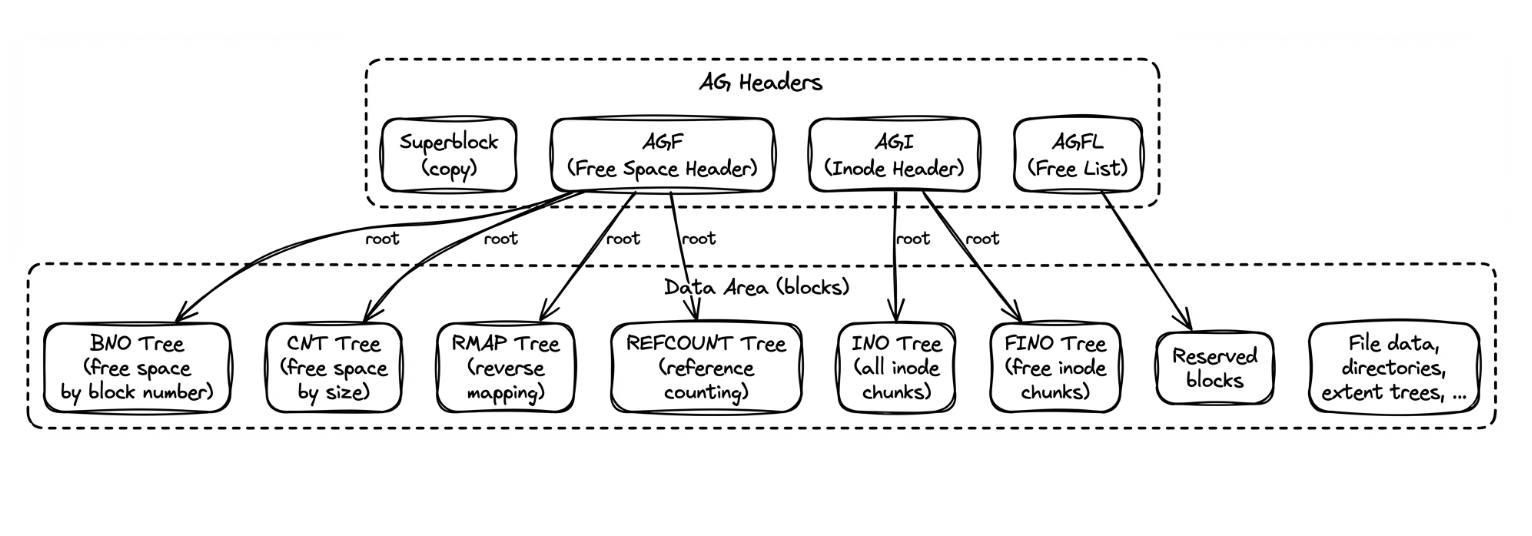 AG Headers
Superblock
(copy)
AGF
(Free Space Header)
AGI
(Inode Header)
AGFL
(Free List)
root
root
root
root
root
root
Data Area (blocks)
BNO Tree
(free space
by block number)
CNT Tree
(free space
by size)
RMAP Tree
(reverse
mapping)
REFCOUNT Tree
(reference
counting)
INO Tree
(all inode
chunks)
FINO Tree
(free inode
chunks)
Reserved
blocks
File data,
directories,
extent trees, ...